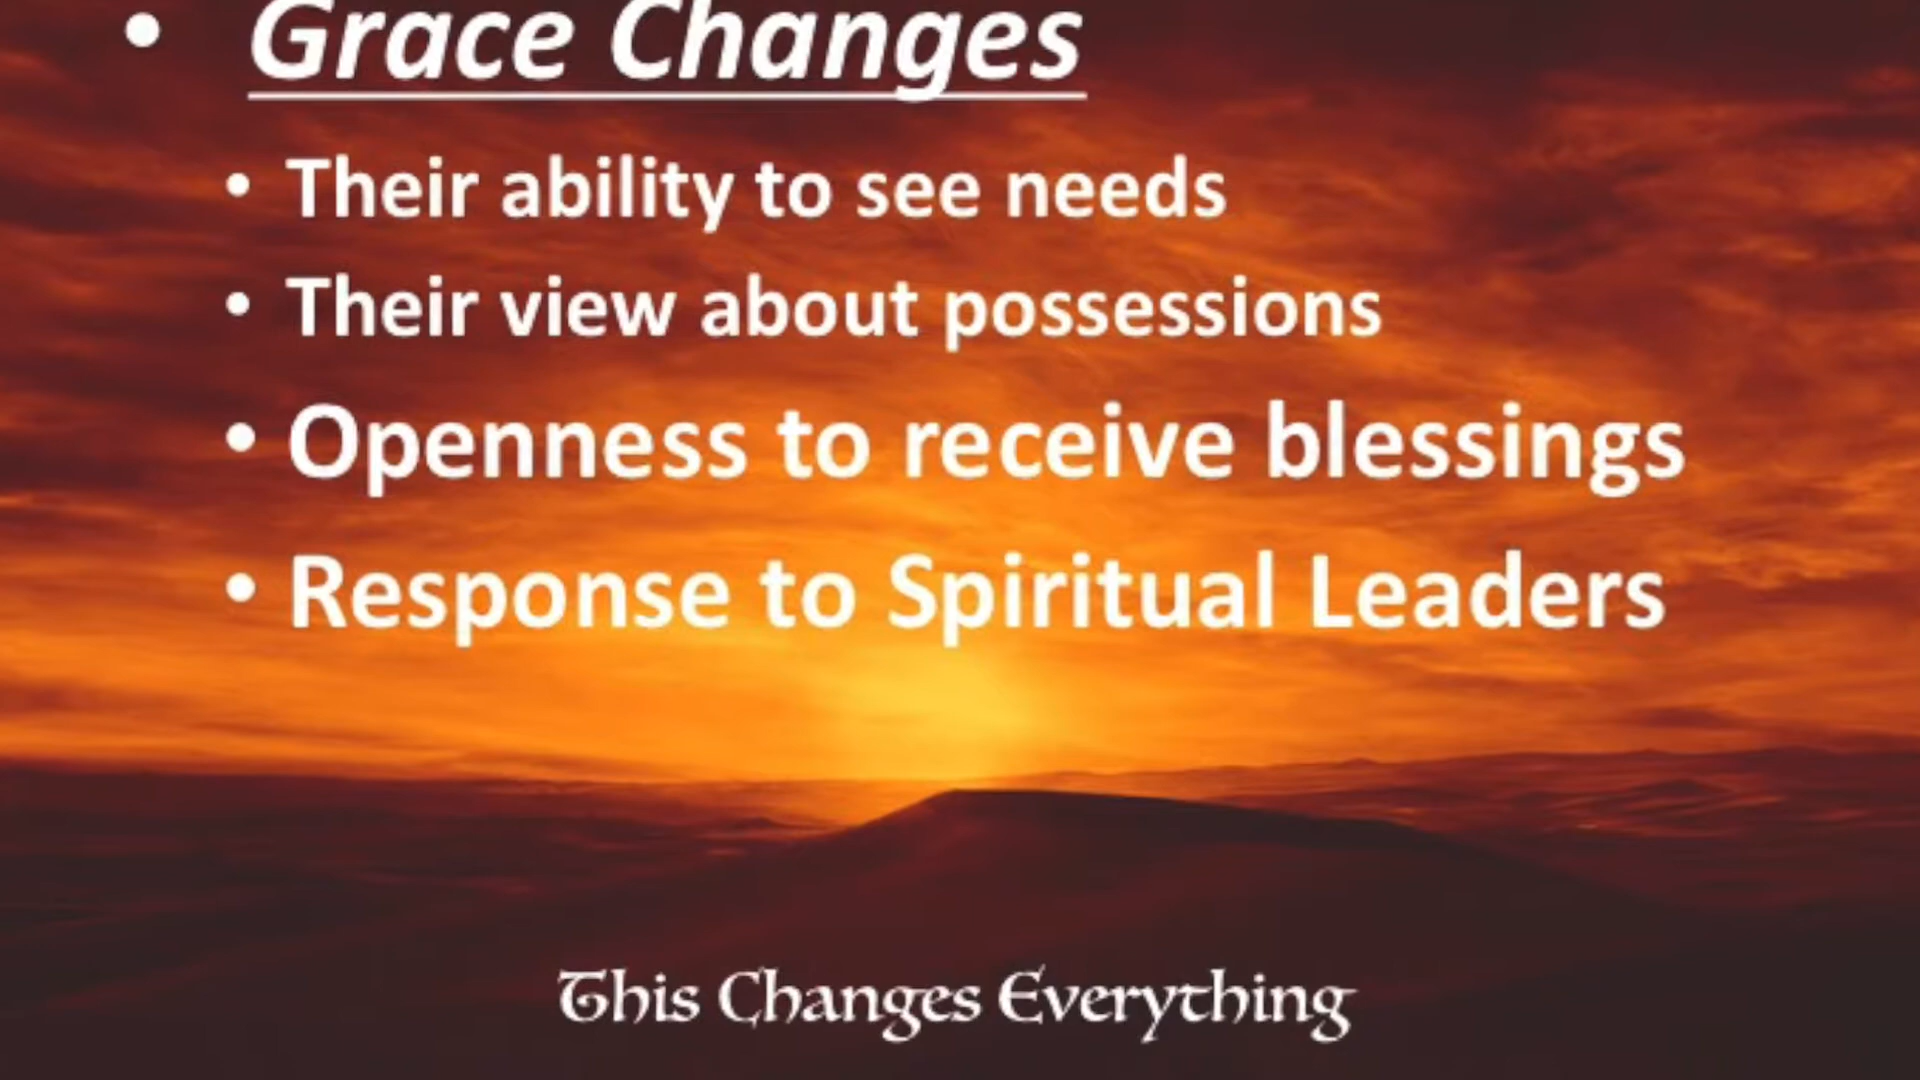 • Grace Changes
• Their ability to see needs
• Their view about possessions
• Openness to receive blessings
• Response to Spiritual Leaders
This Changes Everything